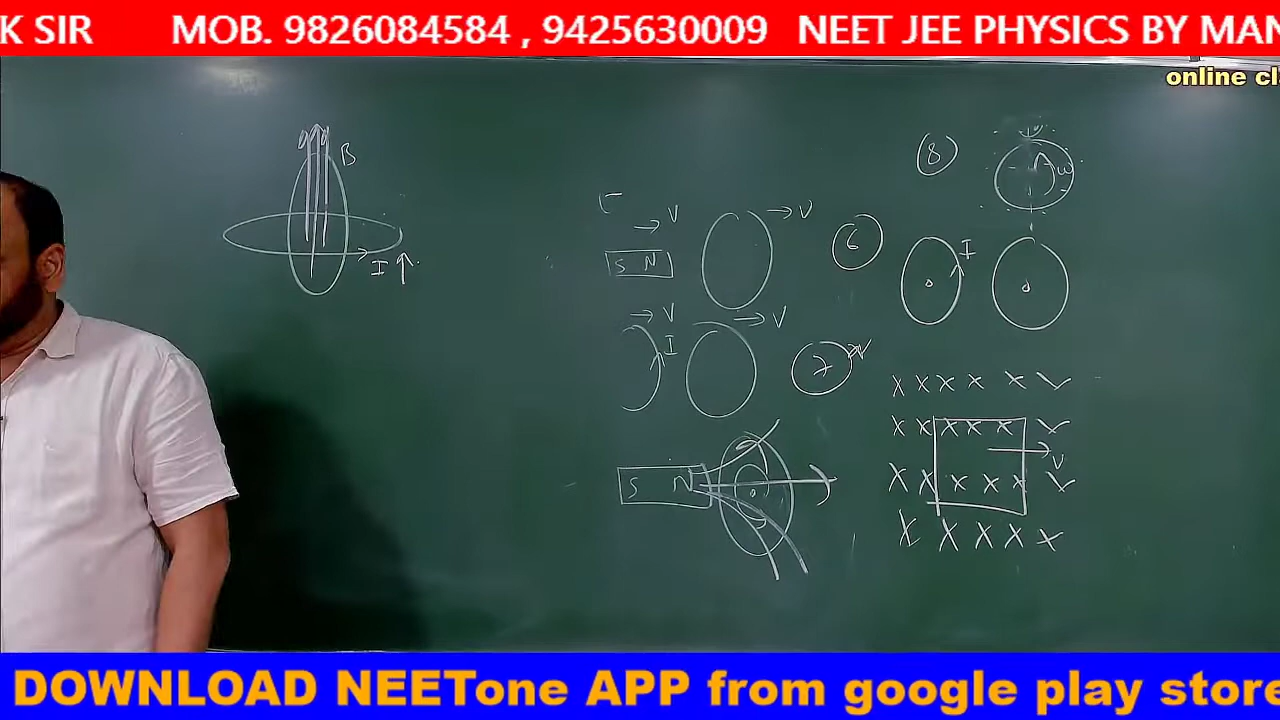 K SIR MOB. 9826084584 , 9425630009 NEET JEE PHYSICS BY MAN
online cl
B
I
8
ω
V
V
S N
6
I
V
V
I
7
V
S N
X X X X X
X X X X X
V
X X X X X
X X X X X
DOWNLOAD NEETone APP from google play store